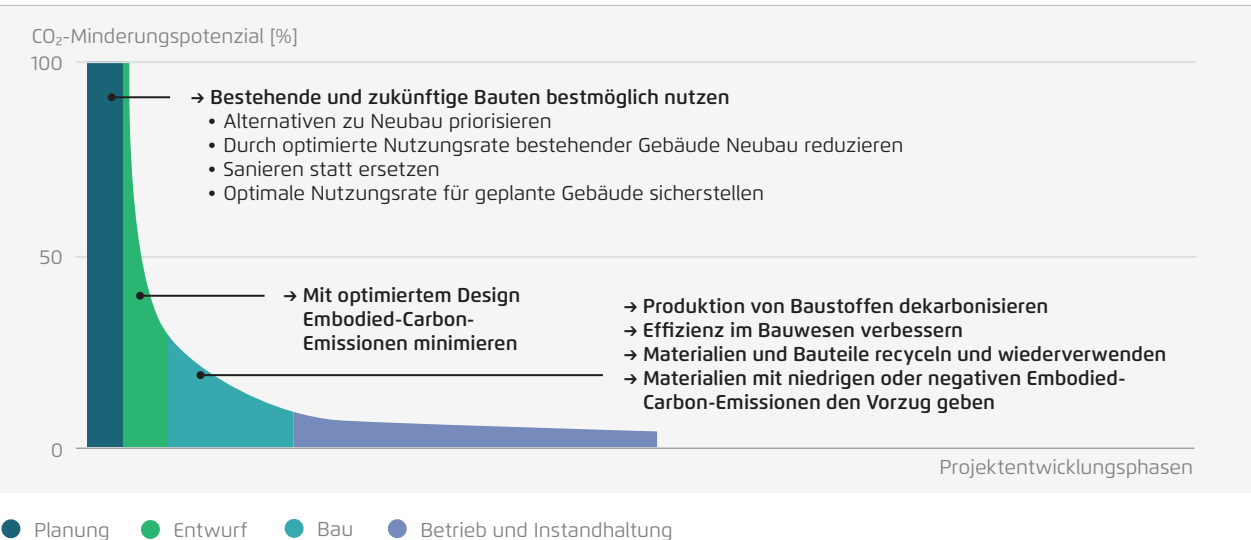 CO₂-Minderungspotenzial [%]
100
→ Bestehende und zukünftige Bauten bestmöglich nutzen
• Alternativen zu Neubau priorisieren
• Durch optimierte Nutzungsrate bestehender Gebäude Neubau reduzieren
• Sanieren statt ersetzen
• Optimale Nutzungsrate für geplante Gebäude sicherstellen
50
→ Mit optimiertem Design
Embodied-Carbon-
Emissionen minimieren
→ Produktion von Baustoffen dekarbonisieren
→ Effizienz im Bauwesen verbessern
→ Materialien und Bauteile recyceln und wiederverwenden
→ Materialien mit niedrigen oder negativen Embodied-
Carbon-Emissionen den Vorzug geben
0
Projektentwicklungsphasen
Planung Entwurf Bau Betrieb und Instandhaltung